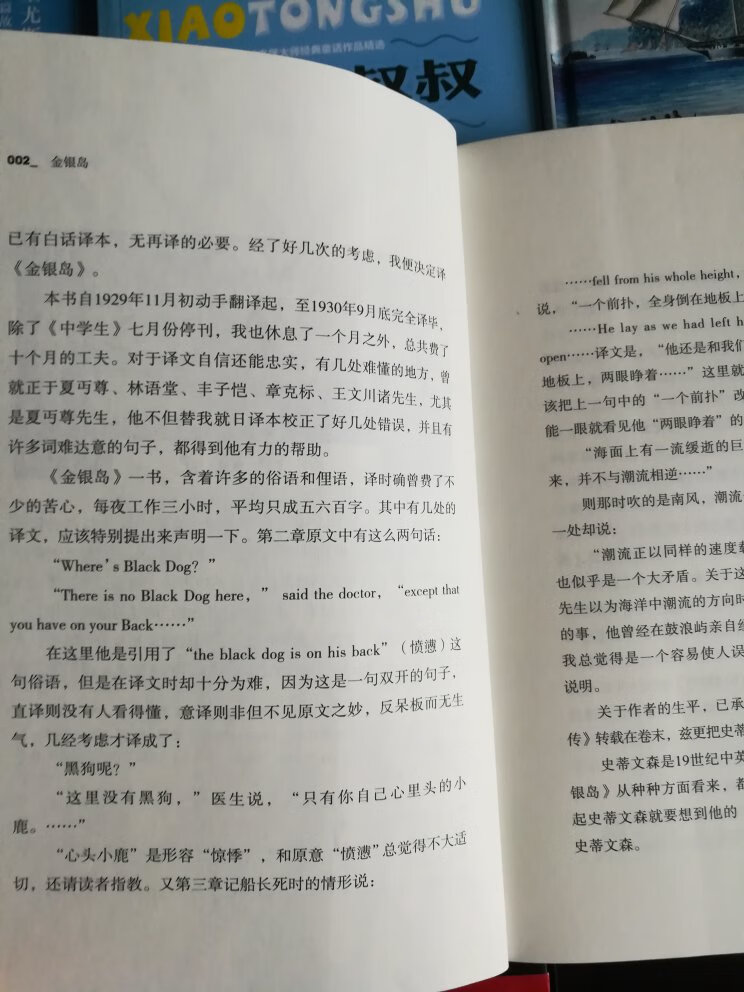 XIAOTONGSHU
大师经典童话作品精选
叔叔
002_ 金银岛
已有白话译本，无再译的必要。经了好几次的考虑，我便决定译
《金银岛》。
本书自1929年11月初动手翻译起，至1930年9月底完全译毕，
除了《中学生》七月份停刊，我也休息了一个月之外，总共费了
十个月的工夫。对于译文自信还能忠实，有几处难懂的地方，曾
就正于夏丏尊、林语堂、丰子恺、章克标、王文川诸先生，尤其
是夏丏尊先生，他不但替我就日译本校正了好几处错误，并且有
许多词难达意的句子，都得到他有力的帮助。
《金银岛》一书，含着许多的俗语和俚语，译时确曾费了不
少的苦心，每夜工作三小时，平均只成五六百字。其中有几处的
译文，应该特别提出来声明一下。第二章原文中有这么两句话：
“Where's Black Dog？”
“There is no Black Dog here，” said the doctor，“except that
you have on your Back……”
在这里他是引用了“the black dog is on his back”（愤懑）这
句俗语，但是在译文时却十分为难，因为这是一句双开的句子，
直译则没有人看得懂，意译则非但不见原文之妙，反呆板而无生
气，几经考虑才译成了：
“黑狗呢？”
“这里没有黑狗，”医生说，“只有你自己心里头的小
鹿。……”
“心头小鹿”是形容“惊悸”，和原意“愤懑”总觉得不大适
切，还请读者指教。又第三章记船长死时的情形说：
……fell from his whole height，
说，“一个前扑，全身倒在地板上
……He lay as we had left h
open……译文是，“他还是和我们
地板上，两眼睁着……”这里就
该把上一句中的“一个前扑”改
能一眼就看见他“两眼睁着”的
“海面上有一流缓逝的巨
来，并不与潮流相逆……”
则那时吹的是南风，潮流
一处却说：
“潮流正以同样的速度载
也似乎是一个大矛盾。关于这
先生以为海洋中潮流的方向时
的事，他曾经在鼓浪屿亲自经
我总觉得是一个容易使人误
说明。
关于作者的生平，已承
传》转载在卷末，兹更把史蒂
史蒂文森是19世纪中英
银岛》从种种方面看来，都
起史蒂文森就要想到他的
史蒂文森。